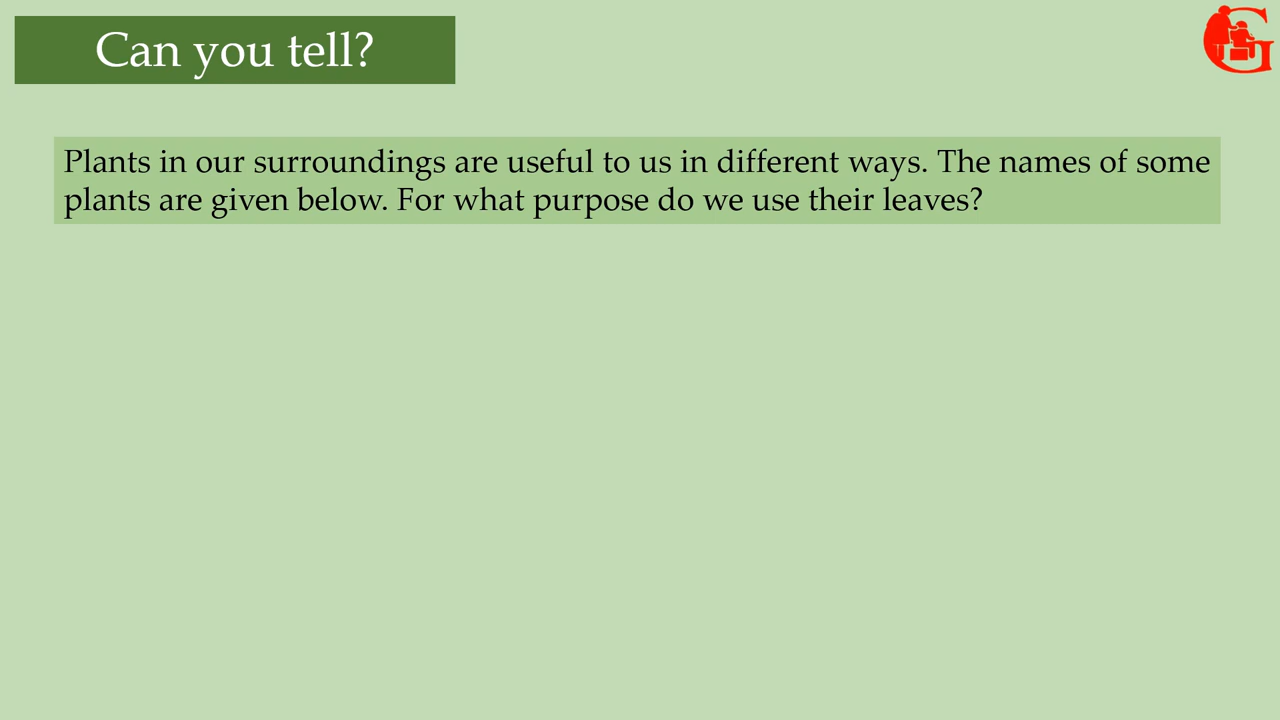 Can you tell?
Plants in our surroundings are useful to us in different ways. The names of some
plants are given below. For what purpose do we use their leaves?